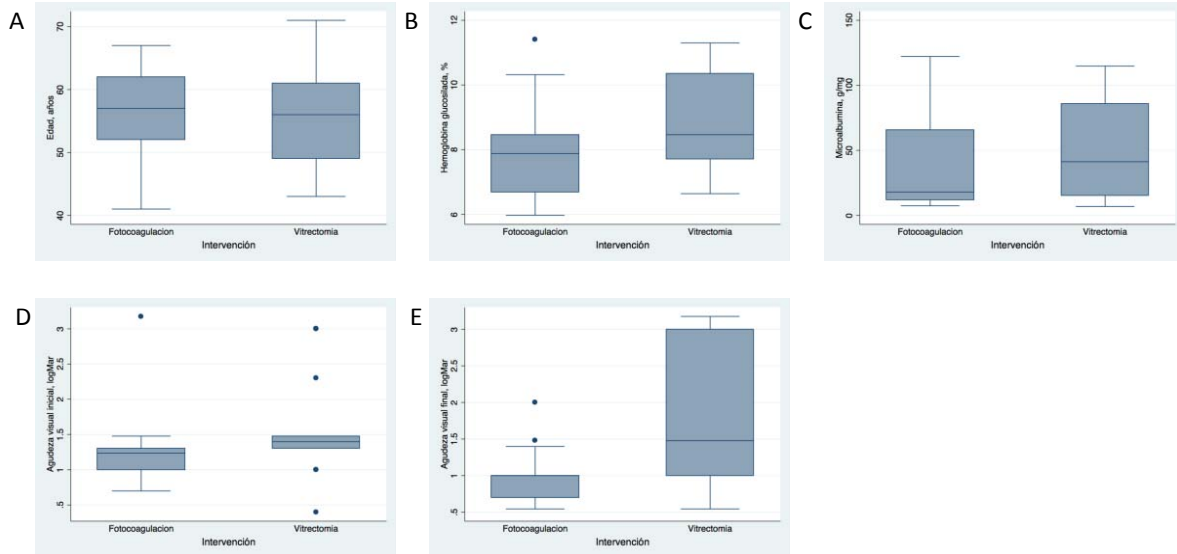 A
Edad, años
70
60
50
40
Fotocoagulacion Vitrectomia
Intervención
B
Hemoglobina glucosilada, %
12
10
8
6
Fotocoagulacion Vitrectomia
Intervención
C
Microalbumina, g/mg
150
100
50
0
Fotocoagulacion Vitrectomia
Intervención
D
Agudeza visual inicial, logMar
3
2.5
2
1.5
1
.5
Fotocoagulacion Vitrectomia
Intervención
E
Agudeza visual final, logMar
3
2.5
2
1.5
1
.5
Fotocoagulacion Vitrectomia
Intervención